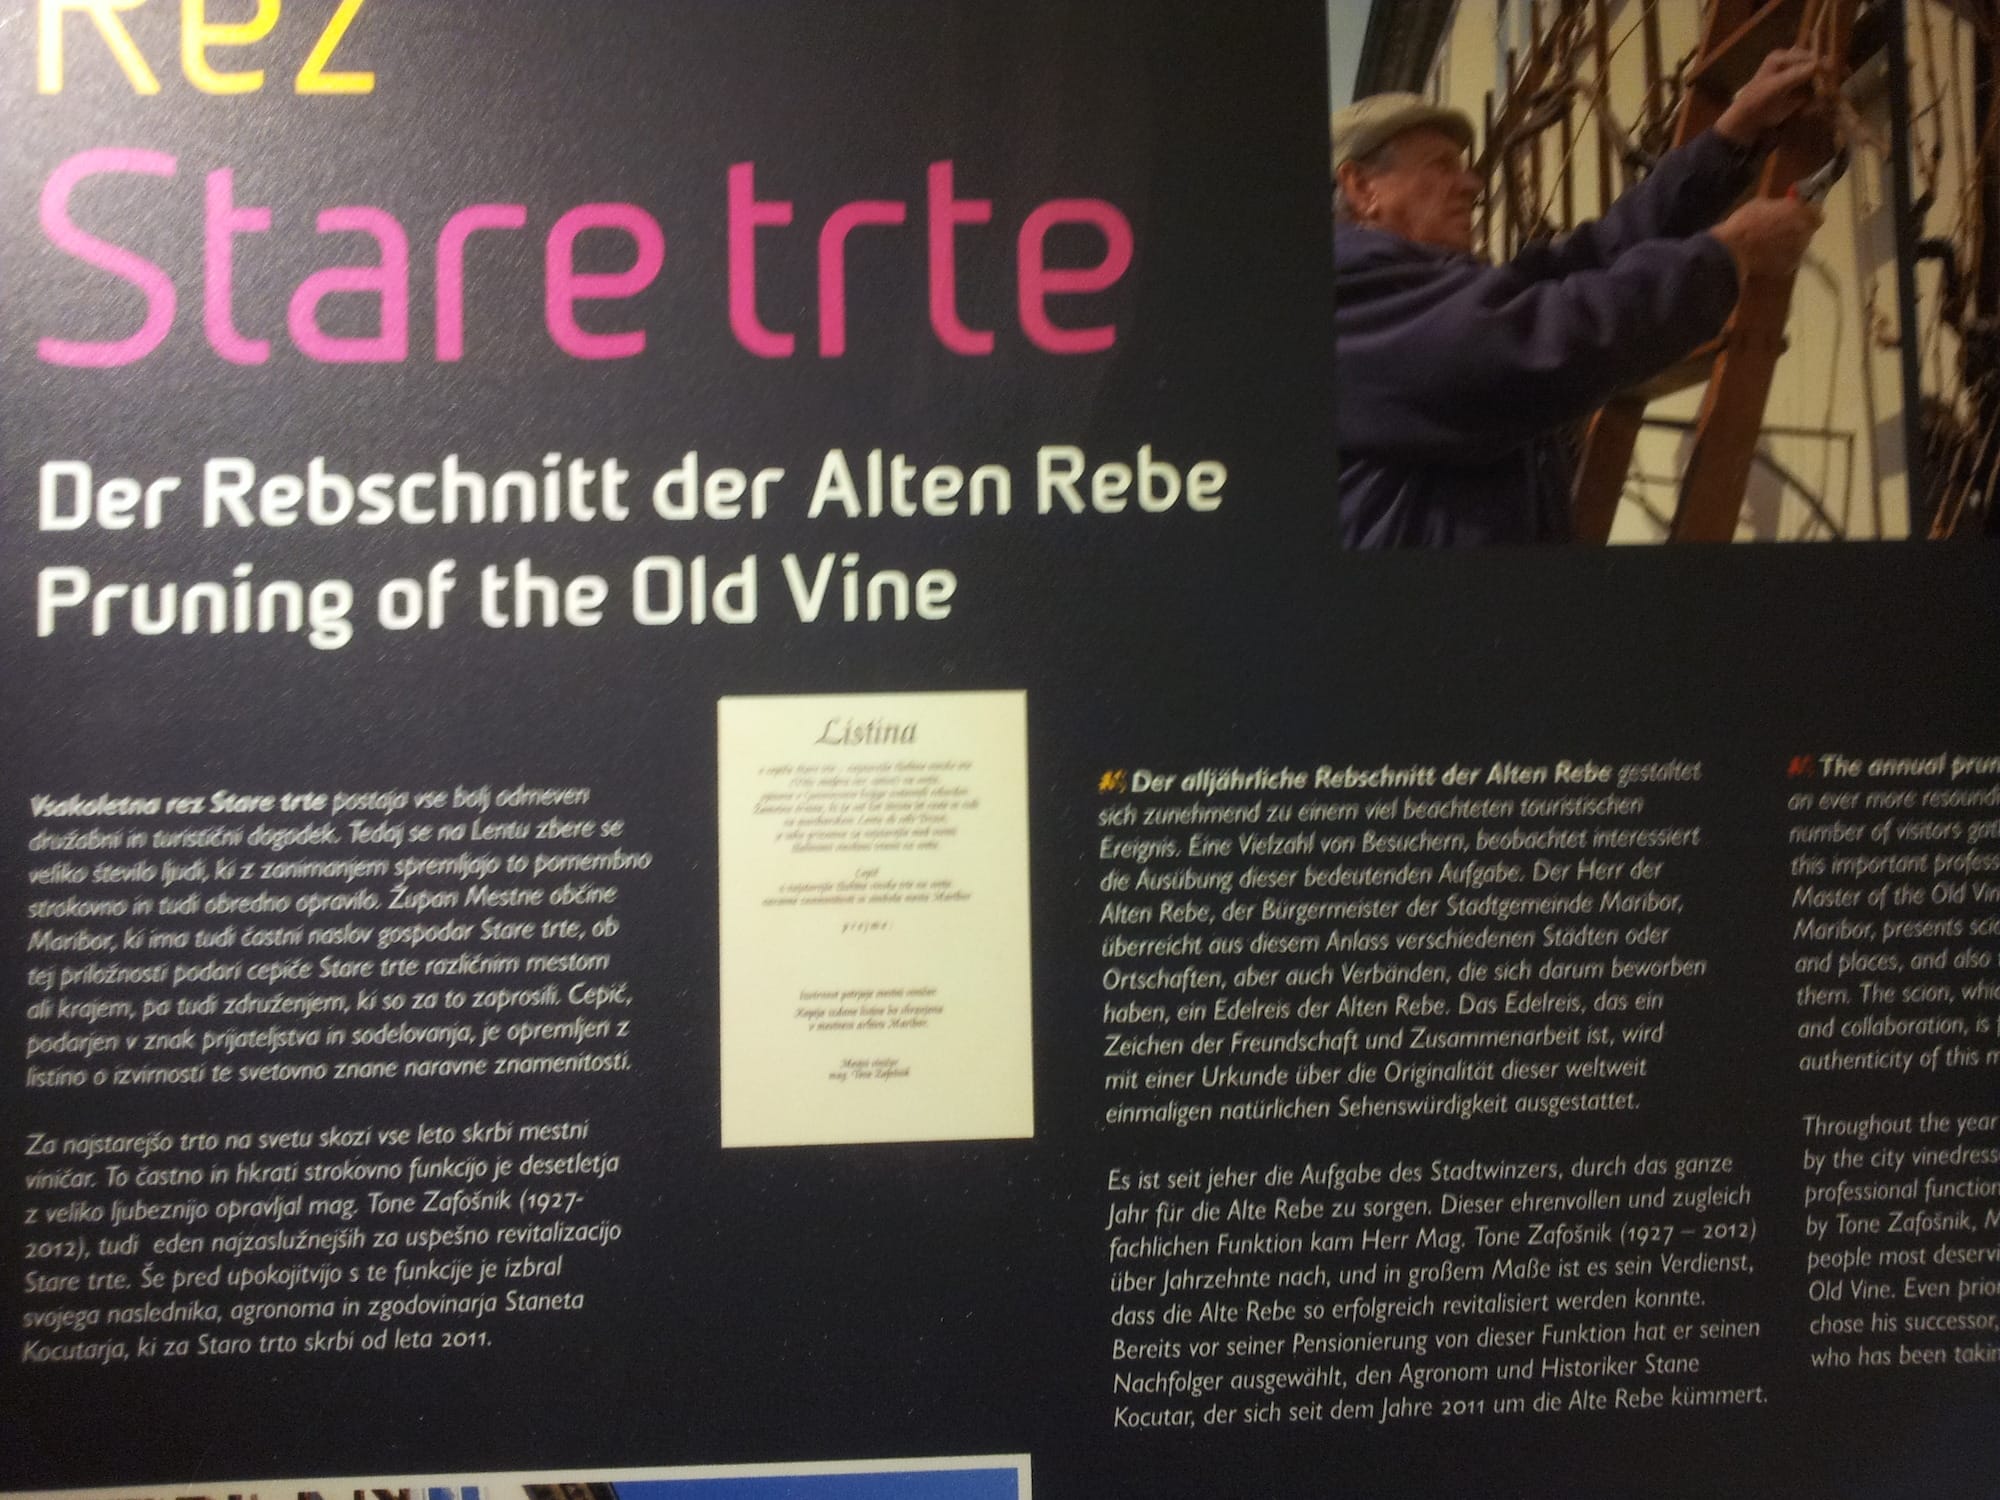 Rez
Stare trte
Der Rebschnitt der Alten Rebe
Pruning of the Old Vine
Vsakoletna rez Stare trte postaja vse bolj odmeven
družabni in turistični dogodek. Tedaj se na Lentu zbere se
veliko število ljudi, ki z zanimanjem spremljajo to pomembno
strokovno in tudi obredno opravilo. Župan Mestne občine
Maribor, ki ima tudi častni naslov gospodar Stare trte, ob
tej priložnosti podari cepiče Stare trte različnim mestom
ali krajem, pa tudi združenjem, ki so za to zaprosili. Cepič,
podarjen v znak prijateljstva in sodelovanja, je opremljen z
listino o izvirnosti te svetovno znane naravne znamenitosti.
Za najstarejšo trto na svetu skozi vse leto skrbi mestni
viničar. To častno in hkrati strokovno funkcijo je desetletja
z veliko ljubeznijo opravljal mag. Tone Zafošnik (1927-
2012), tudi eden najzaslužnejših za uspešno revitalizacijo
Stare trte. Še pred upokojitvijo s te funkcije je izbral
svojega naslednika, agronoma in zgodovinarja Staneta
Kocutarja, ki za Staro trto skrbi od leta 2011.
Listina
Cepič
prejme:
Mestni viničar
mag. Tone Zafošnik
Der alljährliche Rebschnitt der Alten Rebe gestaltet
sich zunehmend zu einem viel beachteten touristischen
Ereignis. Eine Vielzahl von Besuchern, beobachtet interessiert
die Ausübung dieser bedeutenden Aufgabe. Der Herr der
Alten Rebe, der Bürgermeister der Stadtgemeinde Maribor,
überreicht aus diesem Anlass verschiedenen Städten oder
Ortschaften, aber auch Verbänden, die sich darum beworben
haben, ein Edelreis der Alten Rebe. Das Edelreis, das ein
Zeichen der Freundschaft und Zusammenarbeit ist, wird
mit einer Urkunde über die Originalität dieser weltweit
einmaligen natürlichen Sehenswürdigkeit ausgestattet.
Es ist seit jeher die Aufgabe des Stadtwinzers, durch das ganze
Jahr für die Alte Rebe zu sorgen. Dieser ehrenvollen und zugleich
fachlichen Funktion kam Herr Mag. Tone Zafošnik (1927 – 2012)
über Jahrzehnte nach, und in großem Maße ist es sein Verdienst,
dass die Alte Rebe so erfolgreich revitalisiert werden konnte.
Bereits vor seiner Pensionierung von dieser Funktion hat er seinen
Nachfolger ausgewählt, den Agronom und Historiker Stane
Kocutar, der sich seit dem Jahre 2011 um die Alte Rebe kümmert.
The annual prun
an ever more resoundi
number of visitors gat
this important profess
Master of the Old Vin
Maribor, presents scio
and places, and also
them. The scion, whic
and collaboration, is
authenticity of this
Throughout the year
by the city vinedress
professional function
by Tone Zafošnik, M
people most deservi
Old Vine. Even prior
chose his successor,
who has been takin